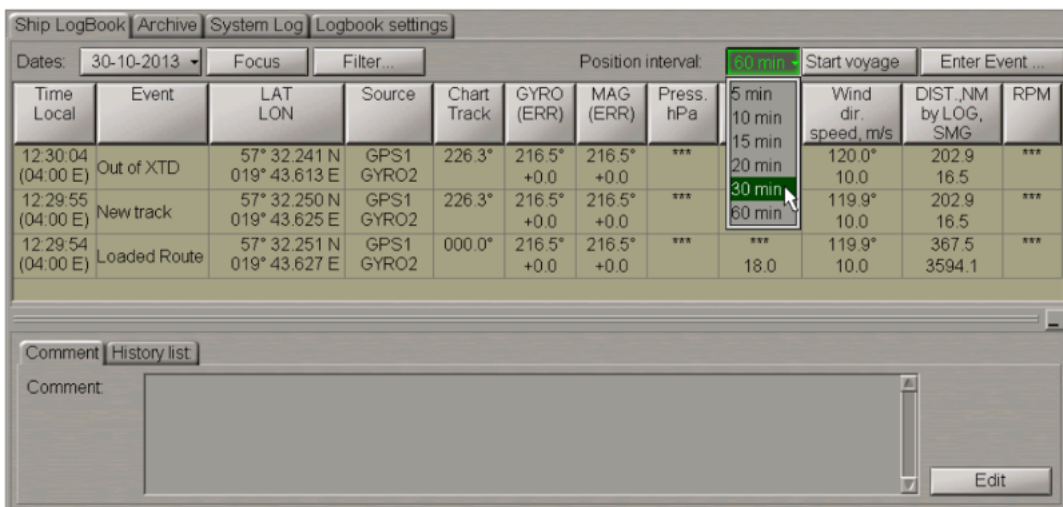 Ship LogBook Archive System Log Logbook settings
Dates: 30-10-2013 Focus Filter... Position interval: 60 min Start voyage Enter Event ...
Time Local Event LAT LON Source Chart Track GYRO (ERR) MAG (ERR) Press. hPa Wind dir. speed, m/s DIST.,NM by LOG, SMG RPM
5 min
10 min
15 min
20 min
30 min
60 min
12:30:04 Out of XTD 57° 32.241 N GPS1 226.3° 216.5° 216.5° *** 120.0° 202.9 ***
(04:00 E) 019° 43.613 E GYRO2 +0.0 +0.0 10.0 16.5
12:29:55 New track 57° 32.250 N GPS1 226.3° 216.5° 216.5° *** 119.9° 202.9 ***
(04:00 E) 019° 43.625 E GYRO2 +0.0 +0.0 10.0 16.5
12:29:54 Loaded Route 57° 32.251 N GPS1 000.0° 216.5° 216.5° *** *** 119.9° 367.5 ***
(04:00 E) 019° 43.627 E GYRO2 +0.0 +0.0 18.0 10.0 3594.1
Comment History list
Comment:
Edit